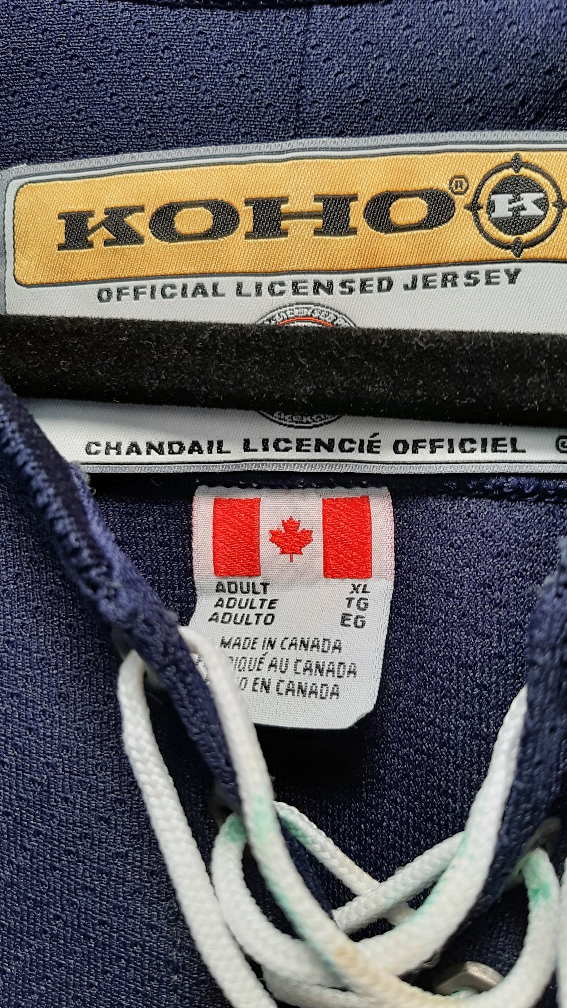 KOHO® K
OFFICIAL LICENSED JERSEY
CHANDAIL LICENCIÉ OFFICIEL ©
ADULT XL
ADULTE TG
ADULTO EG
MADE IN CANADA
IQUÉ AU CANADA
O EN CANADA